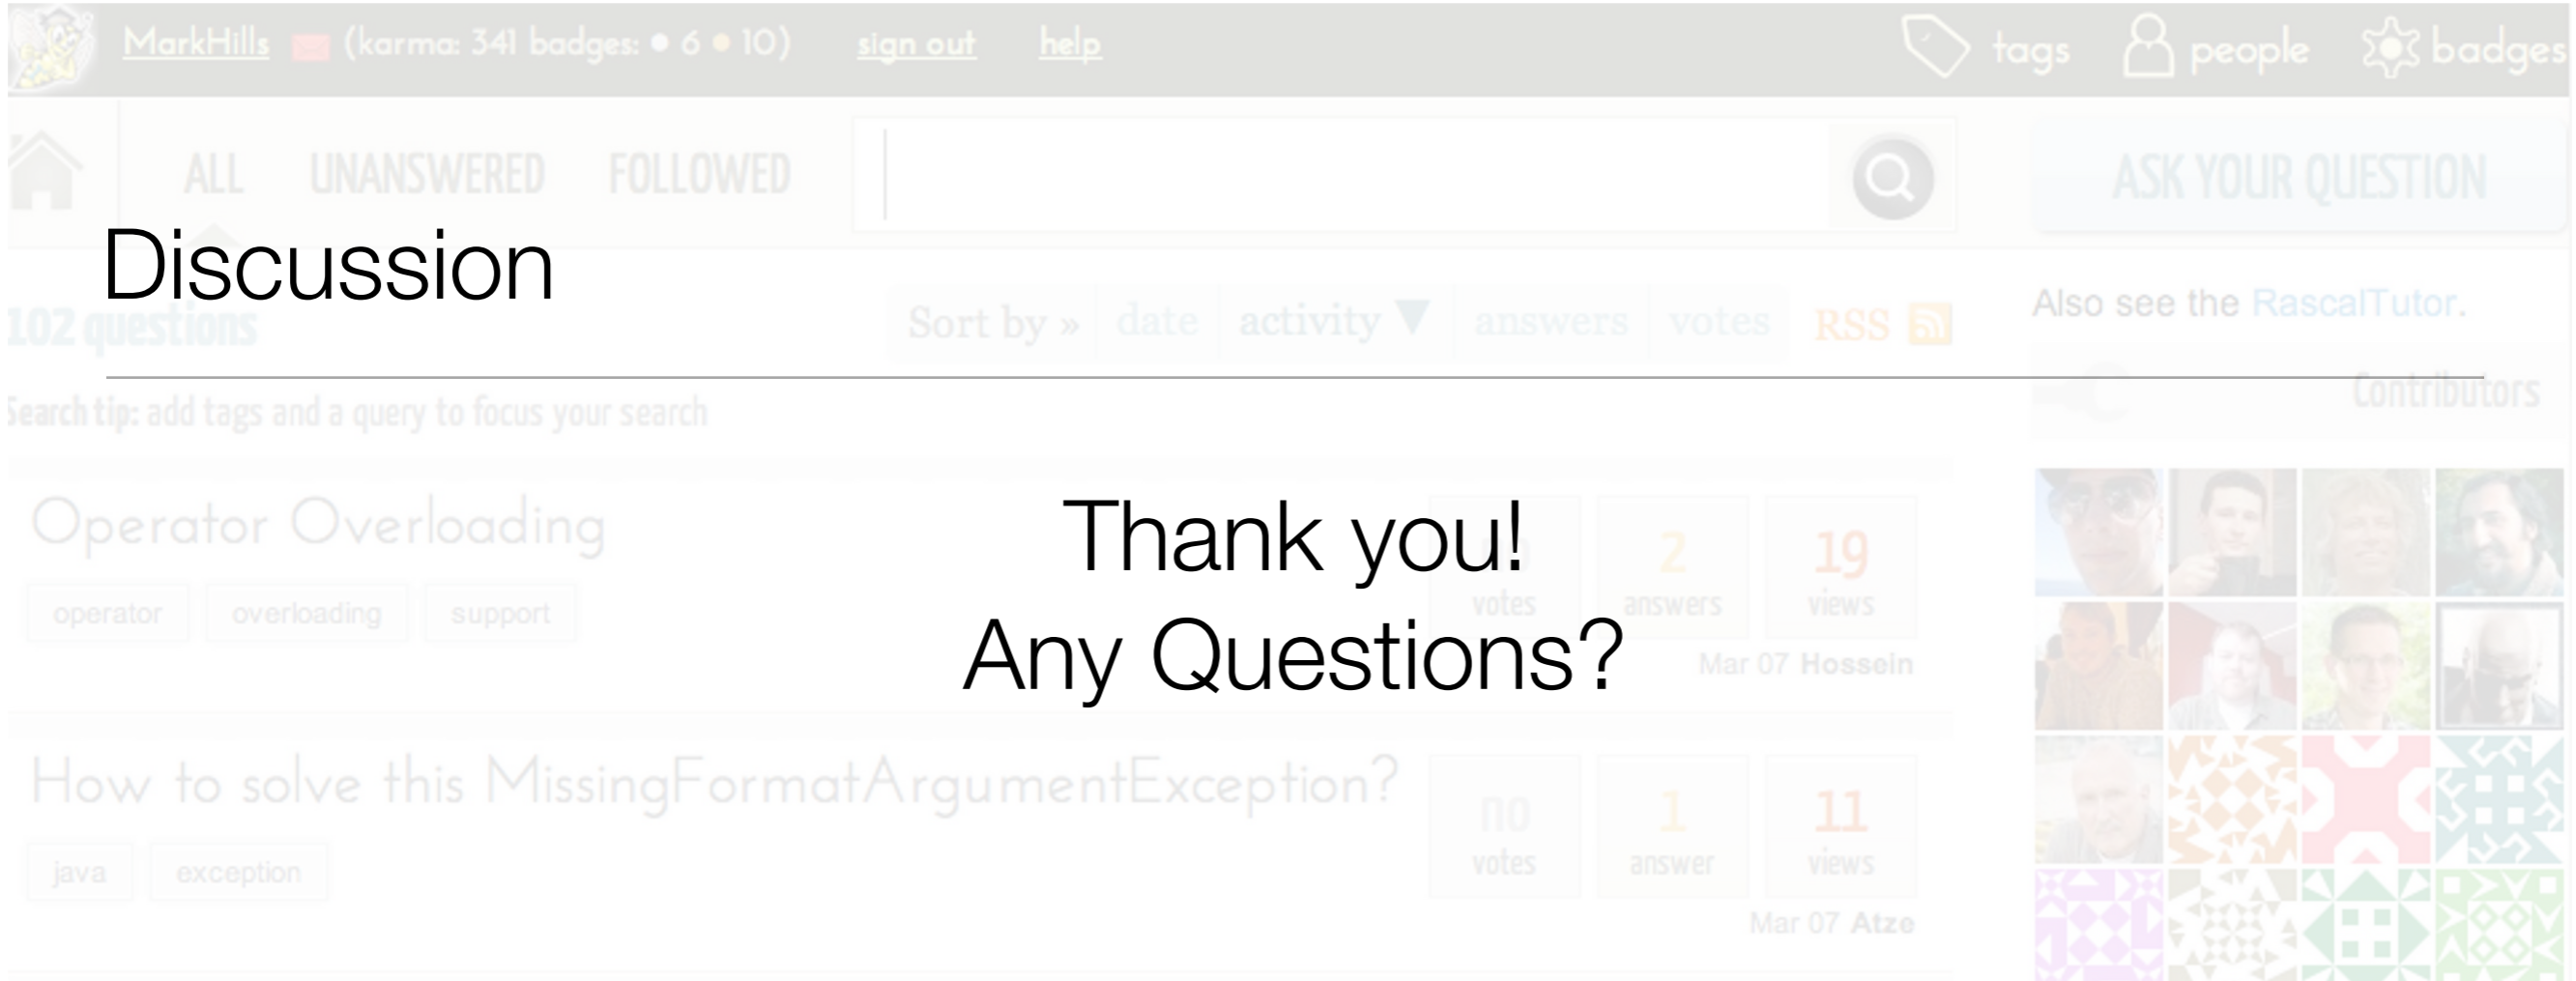 MarkHills (karma: 341 badges: ● 6 ● 10) sign out help tags people badges
ALL UNANSWERED FOLLOWED ASK YOUR QUESTION
Discussion
102 questions Sort by » date activity ▼ answers votes RSS
Also see the RascalTutor.
Search tip: add tags and a query to focus your search
Contributors
Operator Overloading
Thank you!
no votes 2 answers 19 views
operator overloading support
Any Questions?
Mar 07 Hossein
How to solve this MissingFormatArgumentException?
no votes 1 answer 11 views
java exception
Mar 07 Atze